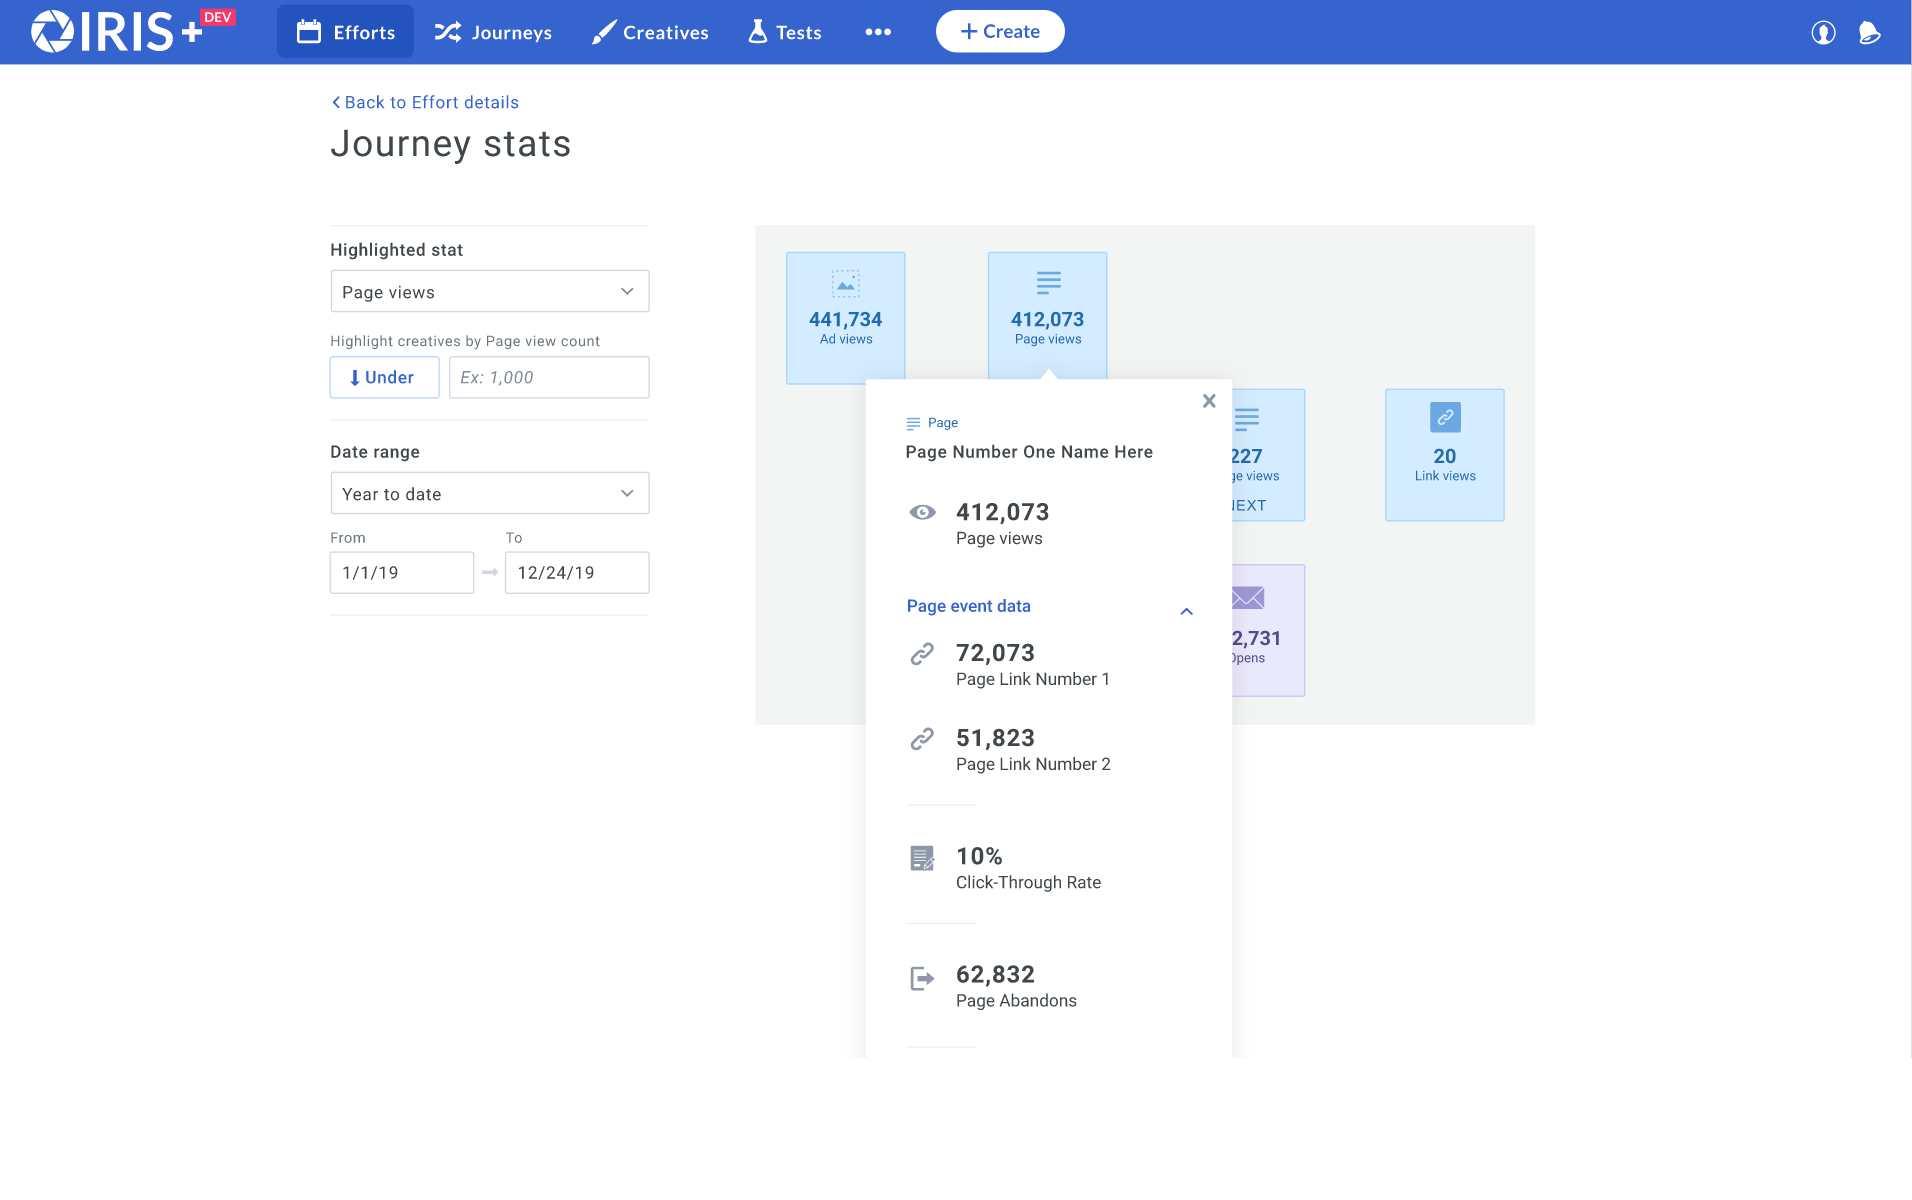 IRIS+ DEV
Efforts
Journeys
Creatives
Tests
+ Create
Back to Effort details
Journey stats
Highlighted stat
Page views
Highlight creatives by Page view count
Under
Ex: 1,000
Date range
Year to date
From
To
1/1/19
12/24/19
441,734
Ad views
412,073
Page views
Page
Page Number One Name Here
412,073
Page views
Page event data
72,073
Page Link Number 1
51,823
Page Link Number 2
10%
Click-Through Rate
62,832
Page Abandons
227
views
20
Link views
2,731
Opens